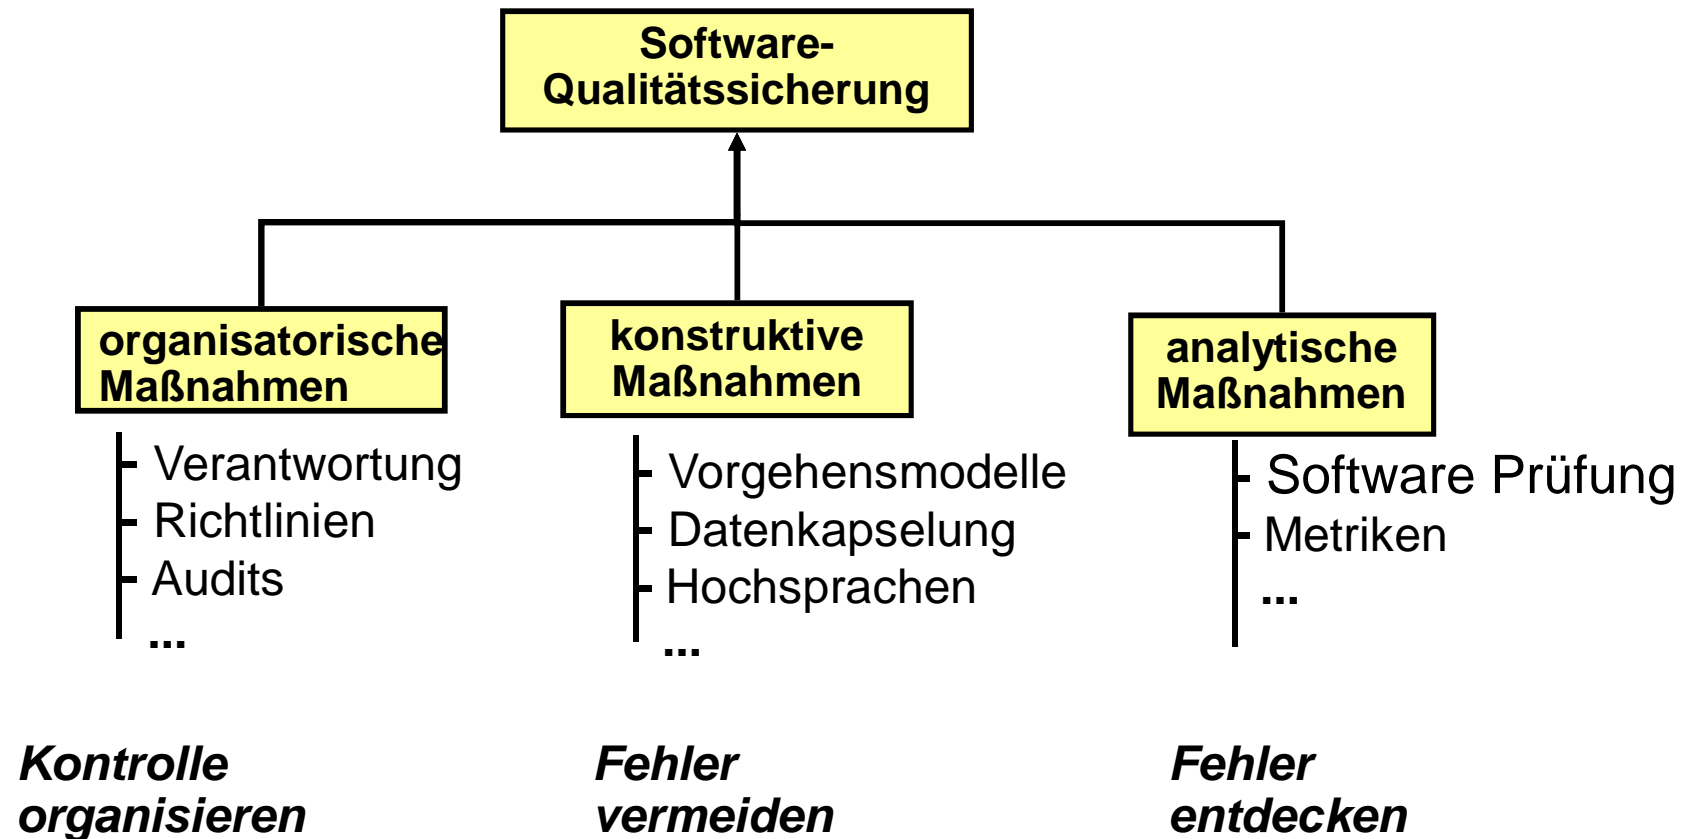 Software-
Qualitätssicherung
organisatorische
Maßnahmen
Verantwortung
Richtlinien
Audits
...
konstruktive
Maßnahmen
Vorgehensmodelle
Datenkapselung
Hochsprachen
...
analytische
Maßnahmen
Software Prüfung
Metriken
...
Kontrolle
organisieren
Fehler
vermeiden
Fehler
entdecken